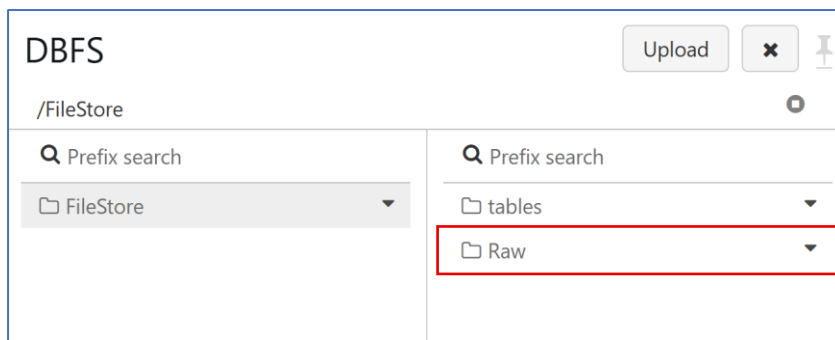 DBFS
Upload
/FileStore
Prefix search
FileStore
Prefix search
tables
Raw